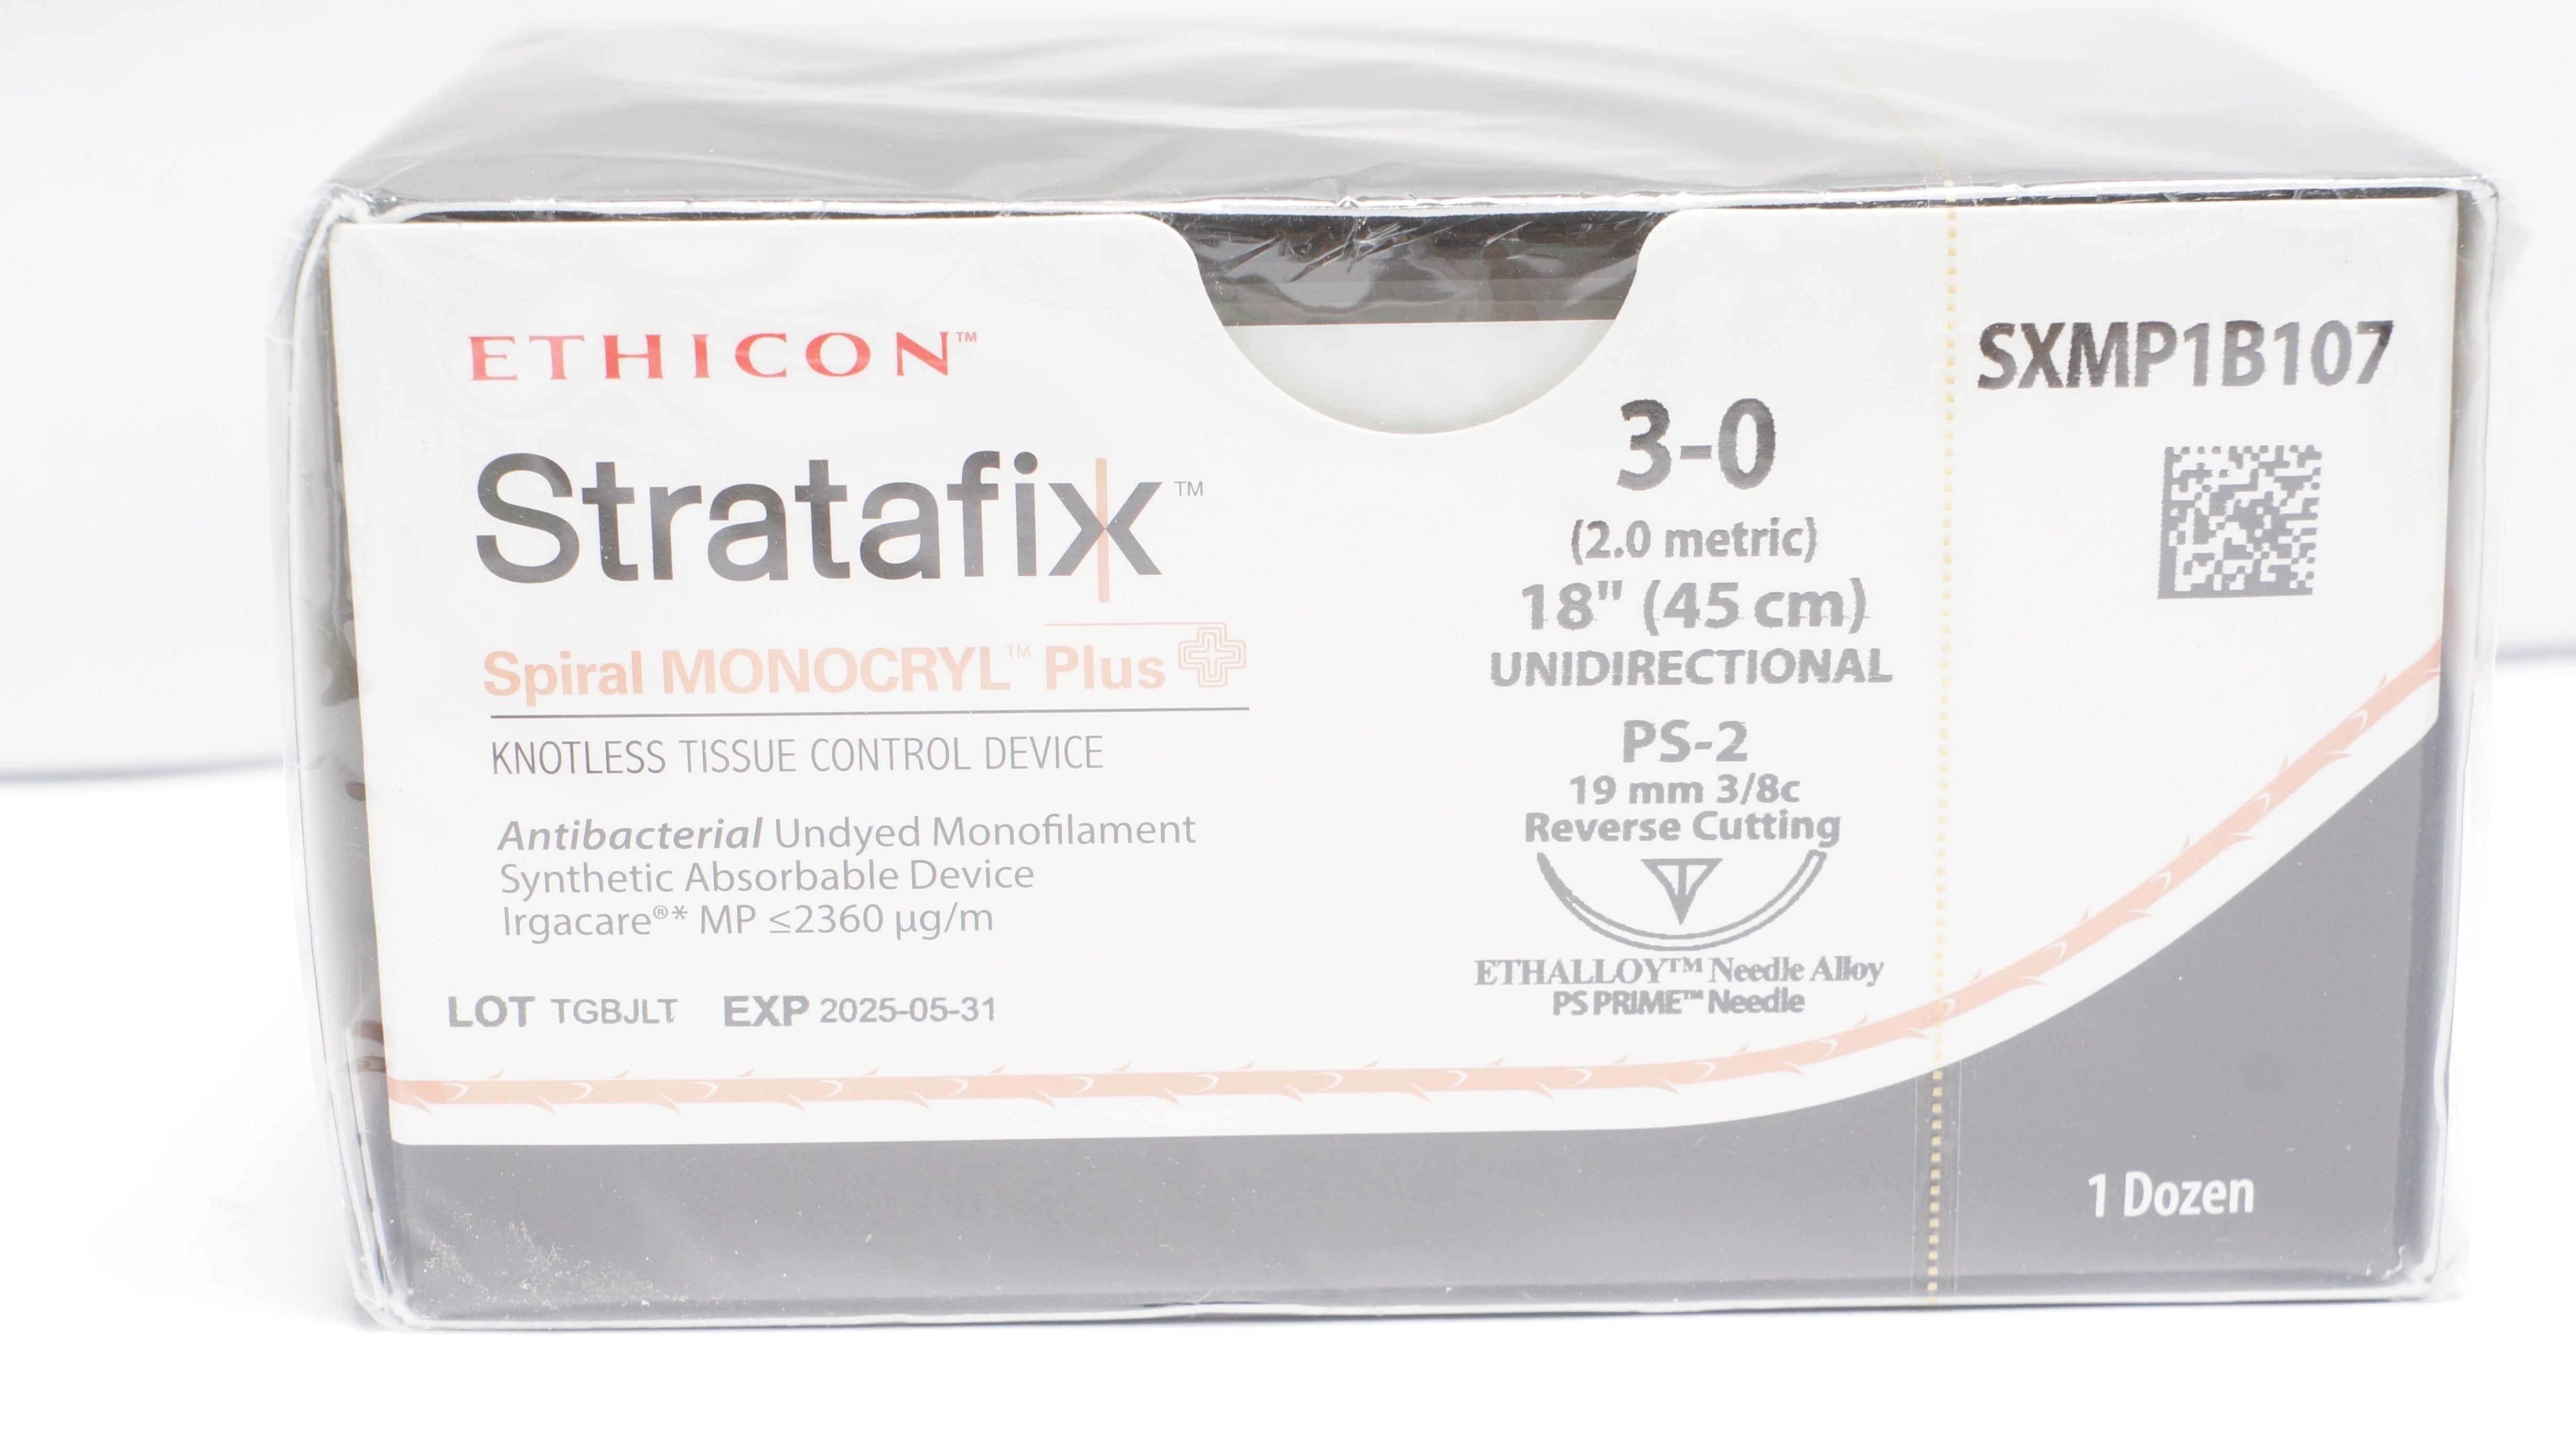 ETHICON™
Stratafix™
Spiral MONOCRYL™ Plus
KNOTLESS TISSUE CONTROL DEVICE
Antibacterial Undyed Monofilament
Synthetic Absorbable Device
Irgacare®* MP ≤2360 µg/m
LOT TGBJLT EXP 2025-05-31
3-0
(2.0 metric)
18" (45 cm)
UNIDIRECTIONAL
PS-2
19 mm 3/8c
Reverse Cutting
ETHALLOY™ Needle Alloy
PS PRIME™ Needle
SXMP1B107
1 Dozen